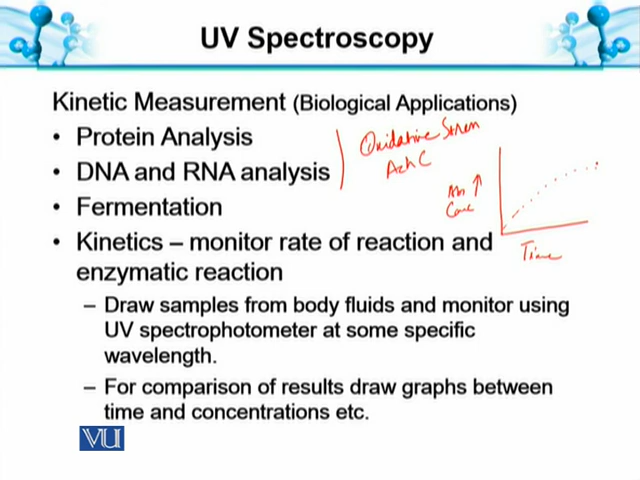 UV Spectroscopy
Kinetic Measurement (Biological Applications)
• Protein Analysis
• DNA and RNA analysis
• Fermentation
• Kinetics – monitor rate of reaction and
enzymatic reaction
– Draw samples from body fluids and monitor using
UV spectrophotometer at some specific
wavelength.
– For comparison of results draw graphs between
time and concentrations etc.
Oxidative Stress
Conc
Time
VU